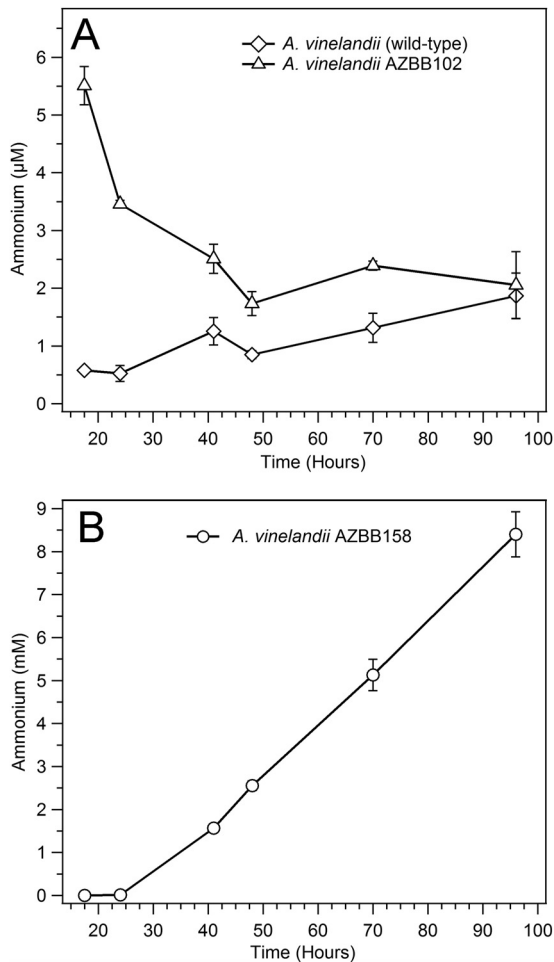 A
A. vinelandii (wild-type)
A. vinelandii AZBB102
Ammonium (µM)
6
5
4
3
2
1
0
20 30 40 50 60 70 80 90 100
Time (Hours)
B
A. vinelandii AZBB158
Ammonium (mM)
9
8
7
6
5
4
3
2
1
0
20 30 40 50 60 70 80 90 100
Time (Hours)